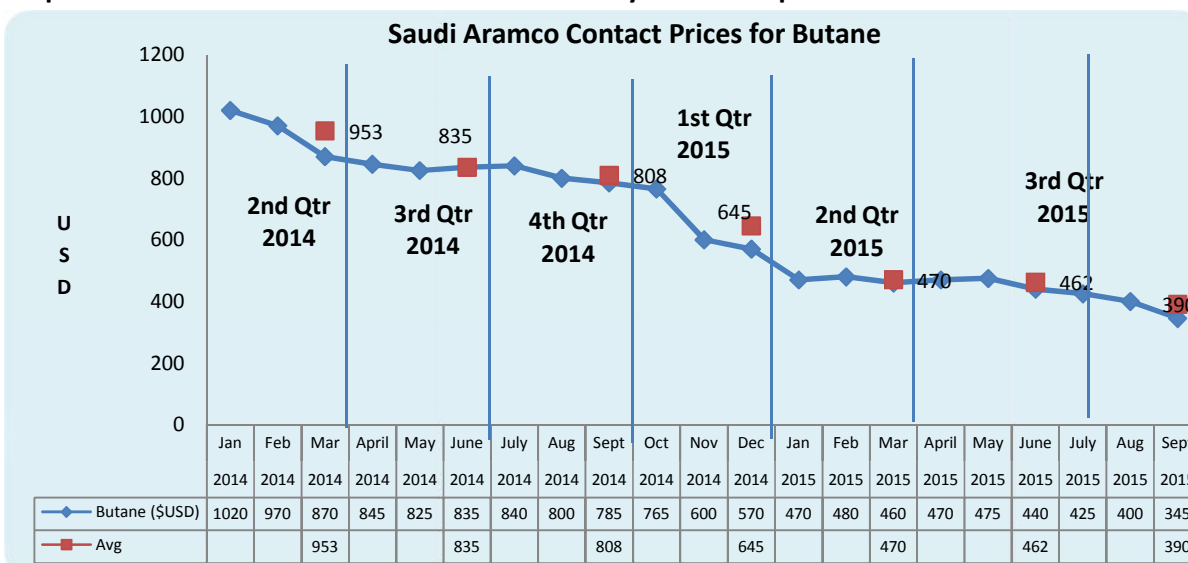 Saudi Aramco Contact Prices for Butane
1200
1000
800
600
400
200
0
U
S
D
953
835
808
645
470
462
390
2nd Qtr
2014
3rd Qtr
2014
4th Qtr
2014
1st Qtr
2015
2nd Qtr
2015
3rd Qtr
2015
Jan Feb Mar April May June July Aug Sept Oct Nov Dec Jan Feb Mar April May June July Aug Sep
2014 2014 2014 2014 2014 2014 2014 2014 2014 2014 2014 2014 2015 2015 2015 2015 2015 2015 2015 2015 2015
Butane ($USD) 1020 970 870 845 825 835 840 800 785 765 600 570 470 480 460 470 475 440 425 400 345
Avg 953 835 808 645 470 462 390